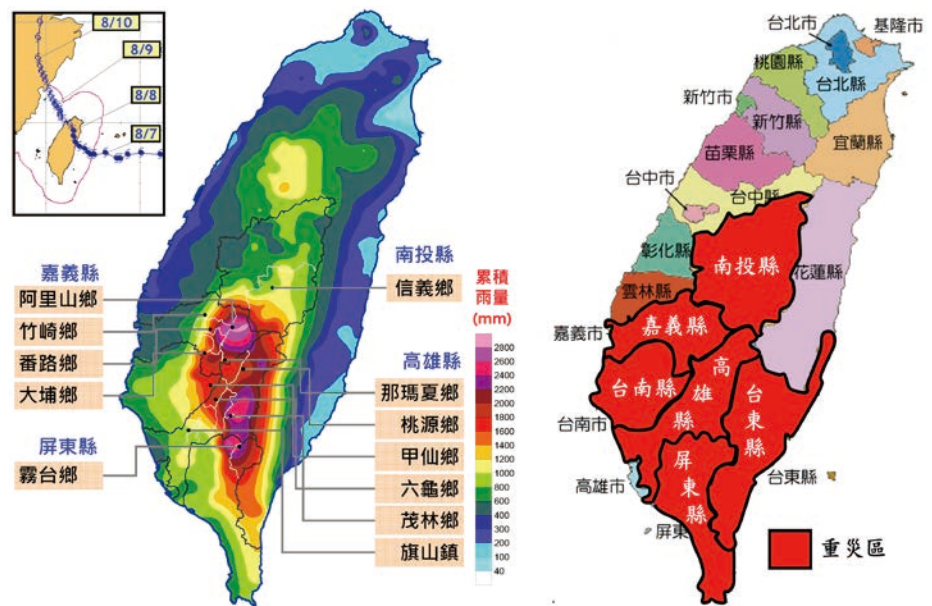 8/10
8/9
8/8
8/7
嘉義縣
阿里山鄉
竹崎鄉
番路鄉
大埔鄉
屏東縣
霧台鄉
南投縣
信義鄉
高雄縣
那瑪夏鄉
桃源鄉
甲仙鄉
六龜鄉
茂林鄉
旗山鎮
累積
雨量
(mm)
2800
2600
2400
2200
2000
1800
1600
1400
1200
1000
800
600
400
300
200
100
40
台北市
基隆市
桃園縣
台北縣
新竹市
新竹縣
宜蘭縣
苗栗縣
台中市
台中縣
彰化縣
南投縣
花蓮縣
雲林縣
嘉義市
嘉義縣
台南縣
高雄縣
台東縣
台南市
屏東縣
高雄市
台東縣
屏東
重災區